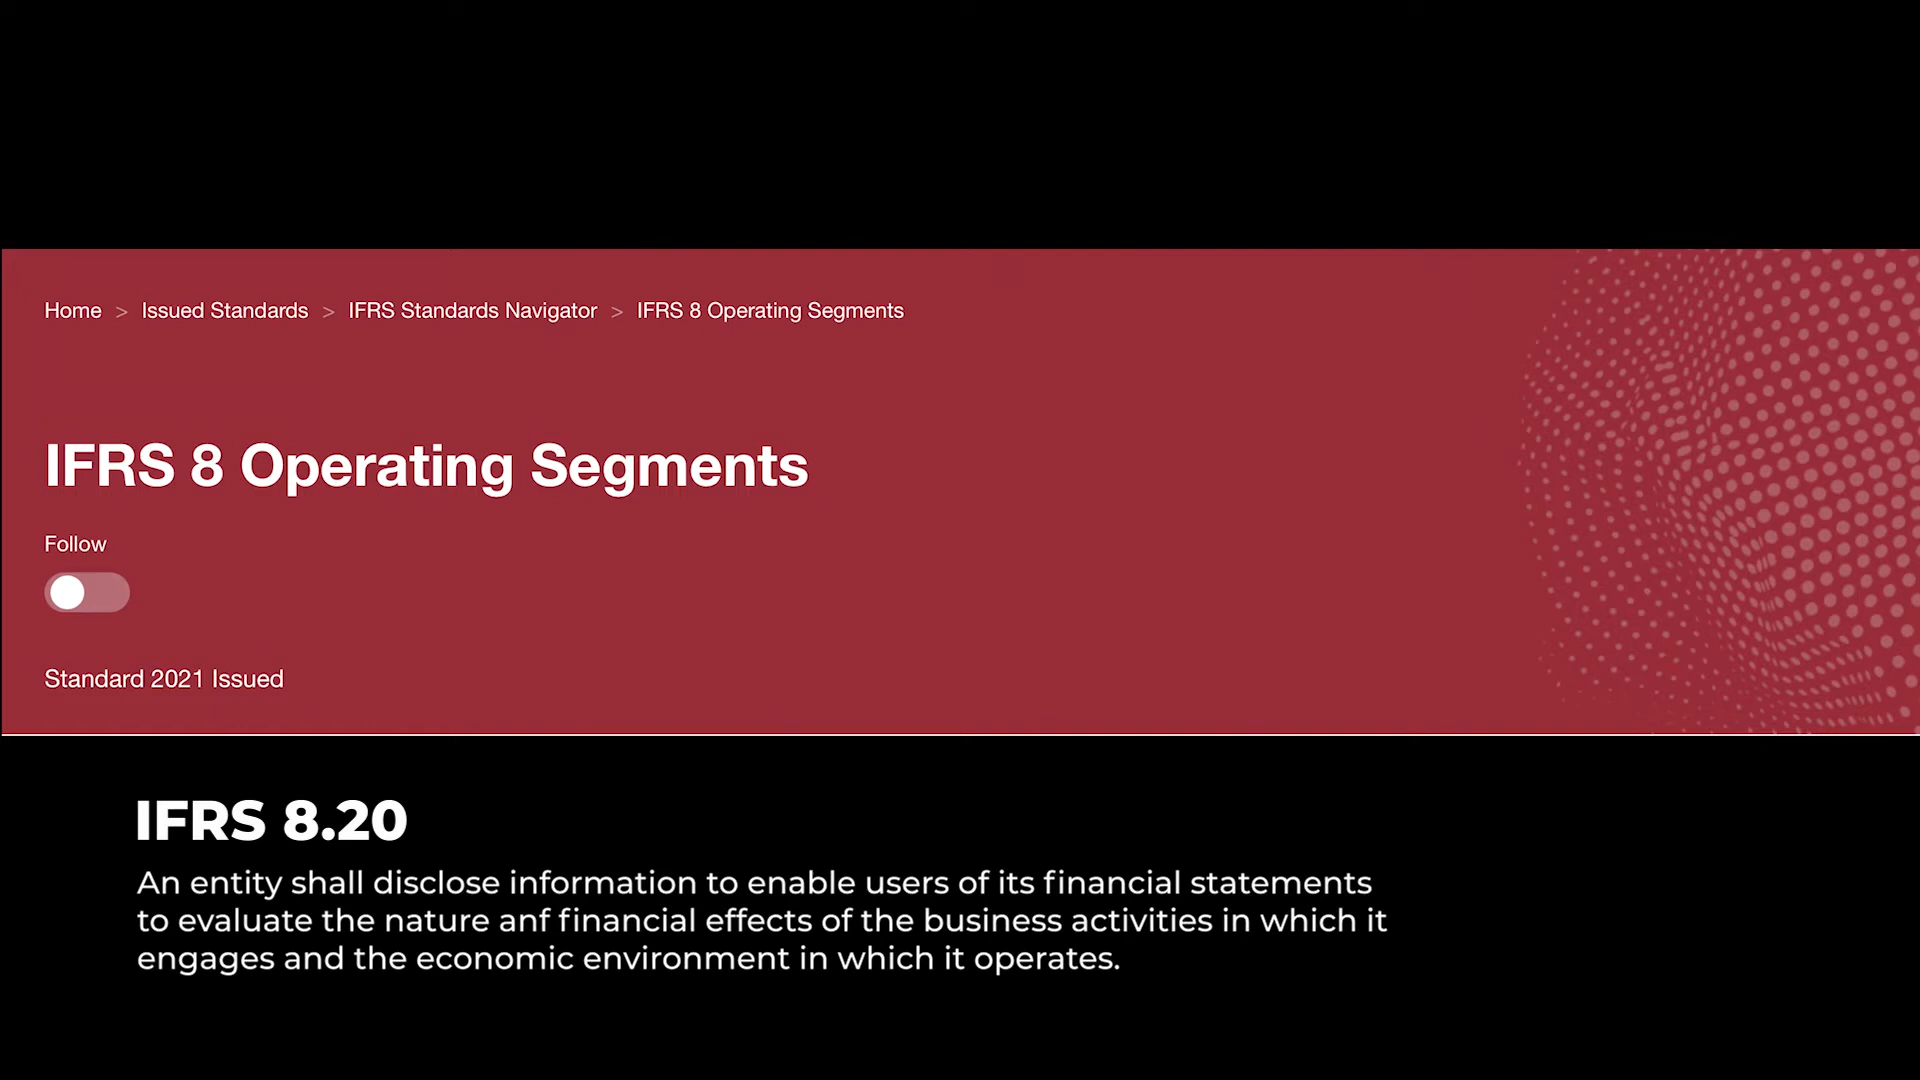 Home > Issued Standards > IFRS Standards Navigator > IFRS 8 Operating Segments
IFRS 8 Operating Segments
Follow
Standard 2021 Issued
IFRS 8.20
An entity shall disclose information to enable users of its financial statements
to evaluate the nature anf financial effects of the business activities in which it
engages and the economic environment in which it operates.